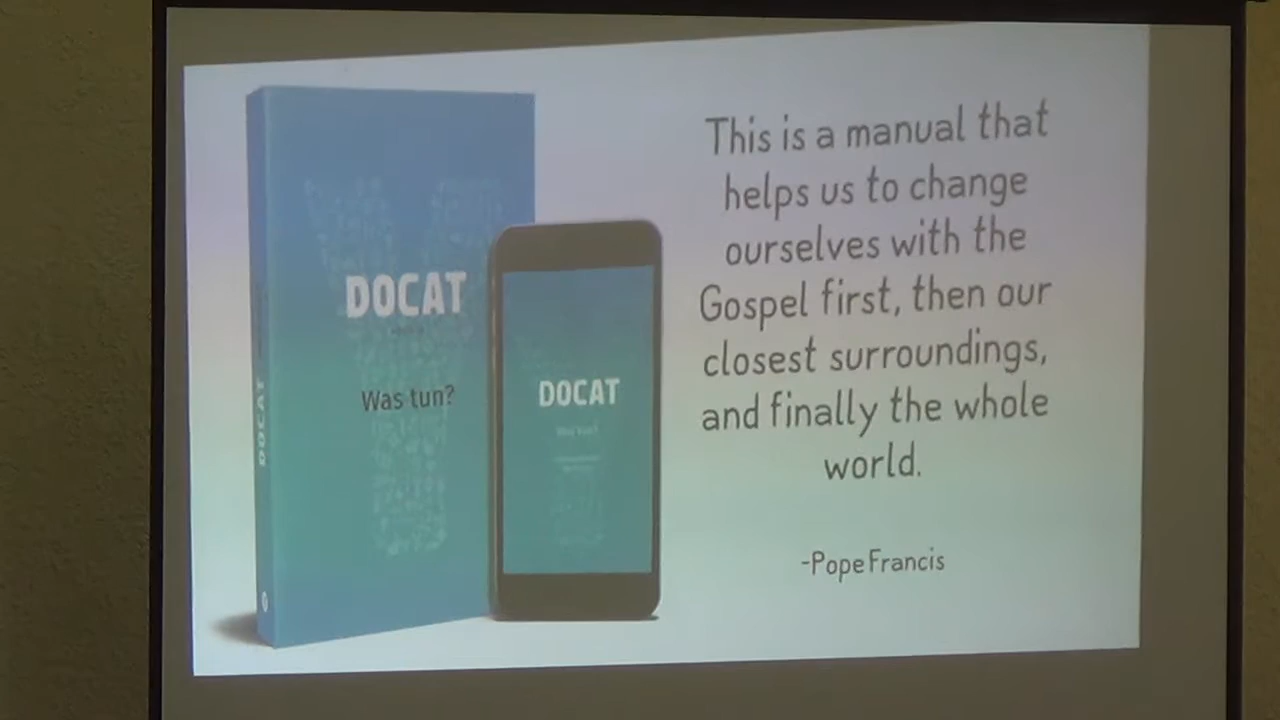 DOCAT
Was tun?
DOCAT
DOCAT
This is a manual that
helps us to change
ourselves with the
Gospel first, then our
closest surroundings,
and finally the whole
world.
-Pope Francis